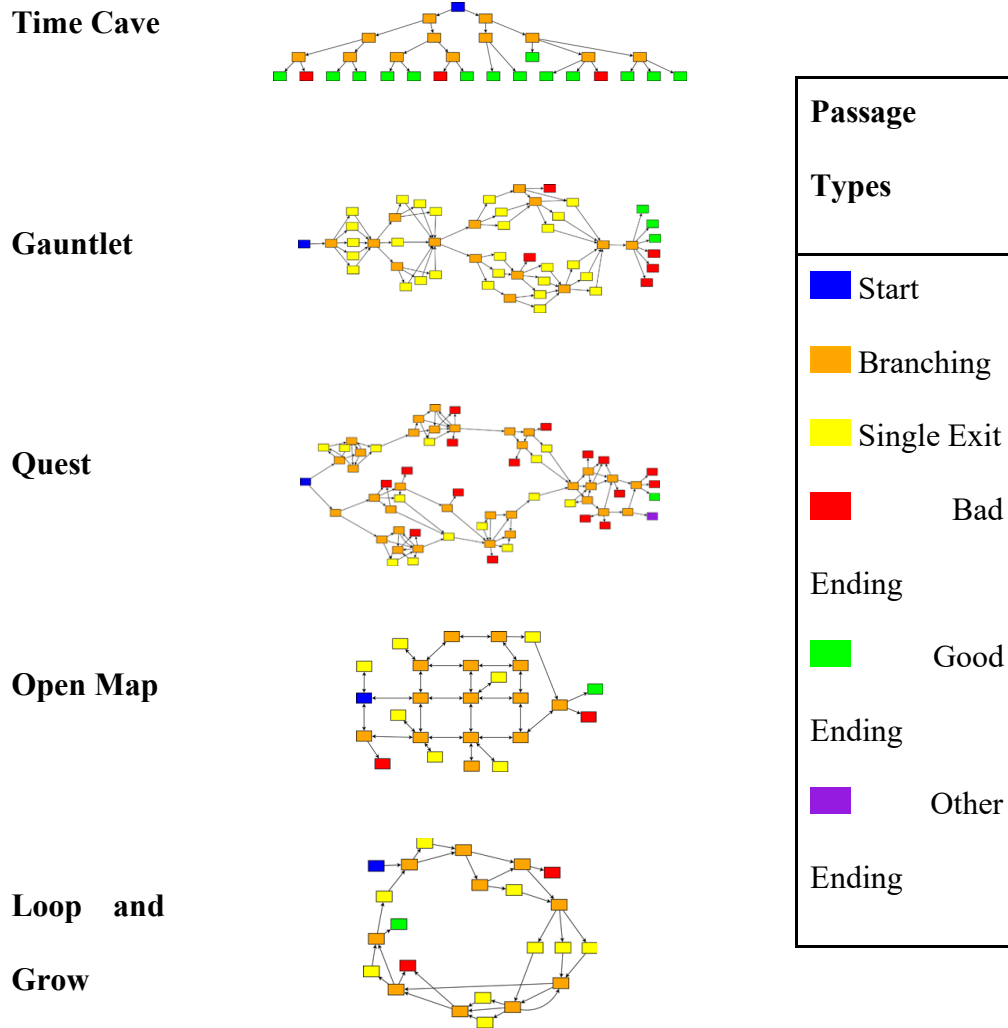 Time Cave
Gauntlet
Quest
Open Map
Loop and
Grow
Passage
Types
Start
Branching
Single Exit
Bad
Ending
Good
Ending
Other
Ending